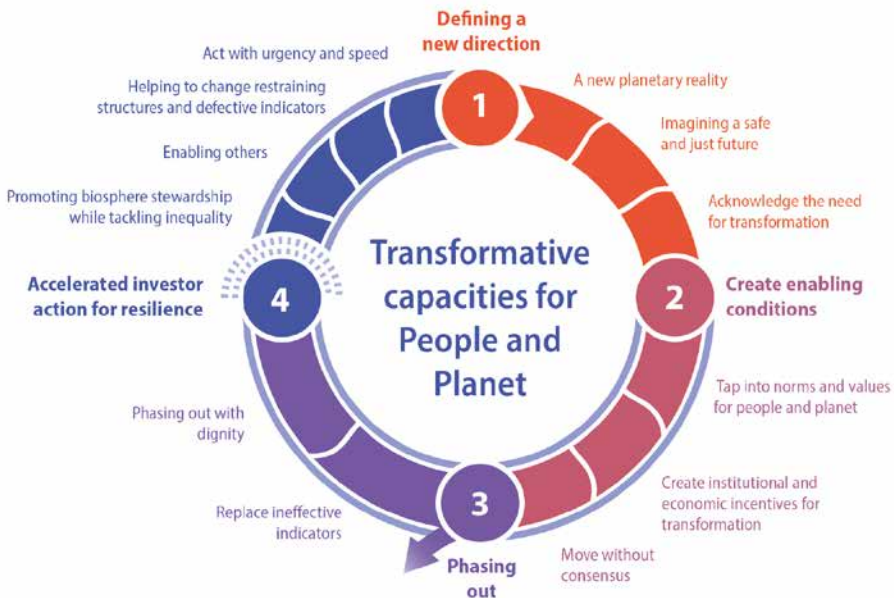 Defining a
new direction
1
A new planetary reality
Imagining a safe
and just future
Acknowledge the need
for transformation
2
Create enabling
conditions
Tap into norms and values
for people and planet
Create institutional and
economic incentives for
transformation
Move without
consensus
3
Phasing
out
Replace ineffective
indicators
Phasing out with
dignity
4
Accelerated investor
action for resilience
Promoting biosphere stewardship
while tackling inequality
Enabling others
Helping to change restraining
structures and defective indicators
Act with urgency and speed
Transformative
capacities for
People and
Planet